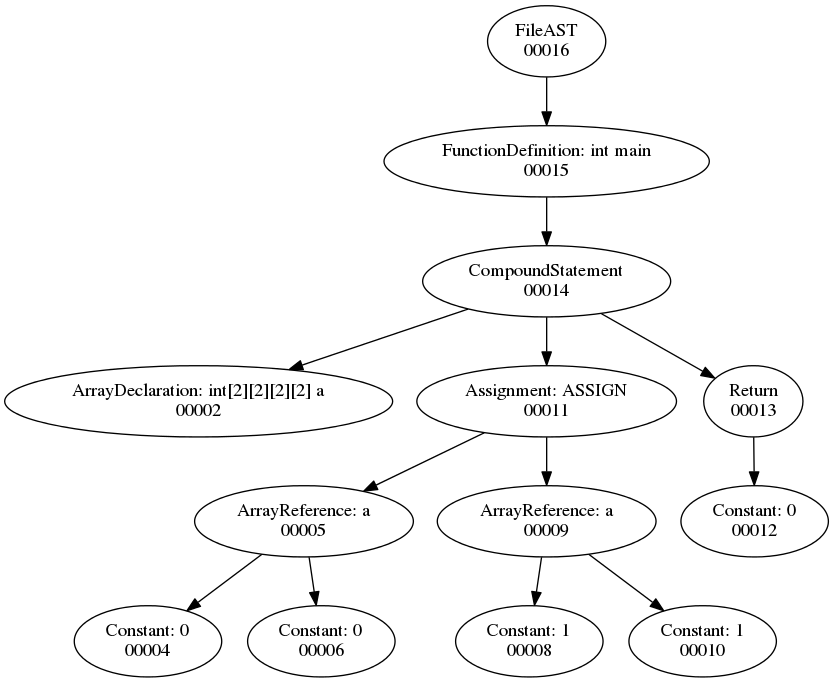 FileAST
00016
FunctionDefinition: int main
00015
CompoundStatement
00014
ArrayDeclaration: int[2][2][2][2] a
00002
Assignment: ASSIGN
00011
Return
00013
ArrayReference: a
00005
ArrayReference: a
00009
Constant: 0
00012
Constant: 0
00004
Constant: 0
00006
Constant: 1
00008
Constant: 1
00010